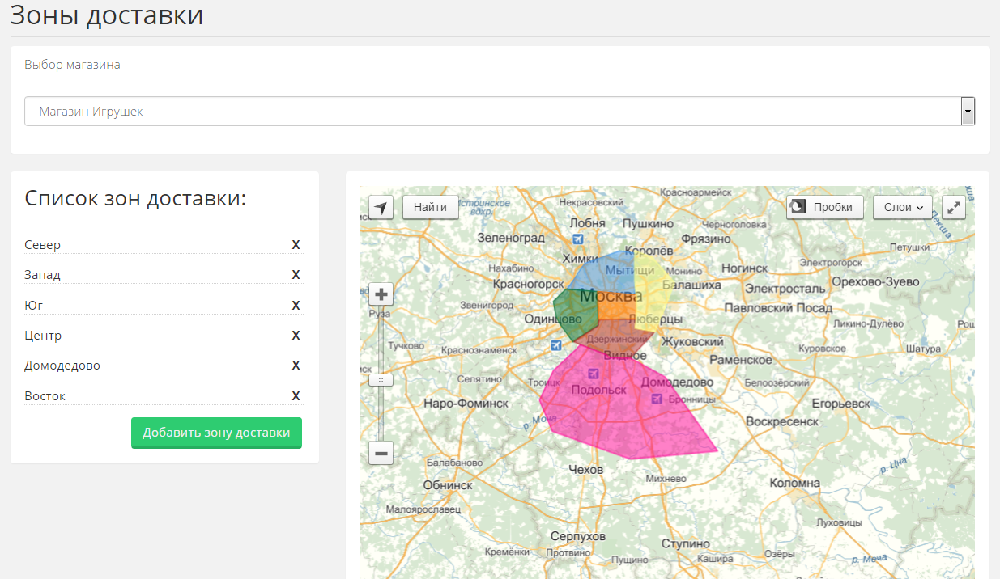 Зоны доставки
Выбор магазина
Магазин Игрушек
Список зон доставки:
Север X
Запад X
Юг X
Центр X
Домодедово X
Восток X
Добавить зону доставки
Найти
Пробки
Слои
Истринское
вдхр.
Некрасовский
Красноармейск
Лобня
Пушкино
Черноголовка
Пекша
Зеленоград
Фрязино
Петушки
Королёв
Химки
Мытищи
Монино
Нахабино
Ногинск
Электрогорск
Красногорск
Балашиха
Электросталь
Орехово-Зуево
Москва
Звенигород
Павловский Посад
Руза
Одинцово
Люберцы
Ликино-Дулёво
Рош
Дзержинский
Жуковский
Тучково
Краснознаменск
Видное
Куровское
Шатура
Раменское
Селятино
Троицк
Домодедово
Белоозёрский
Подольск
Бронницы
Наро-Фоминск
Егорьевск
р. Моча
Воскресенск
Балабаново
Чехов
р. Цна
Михнево
Обнинск
Коломна
Малоярославец
Луховицы
Серпухов
Ступино
Кремёнки
Протвино
Пущино
Кашира
Озёры
р. Меча